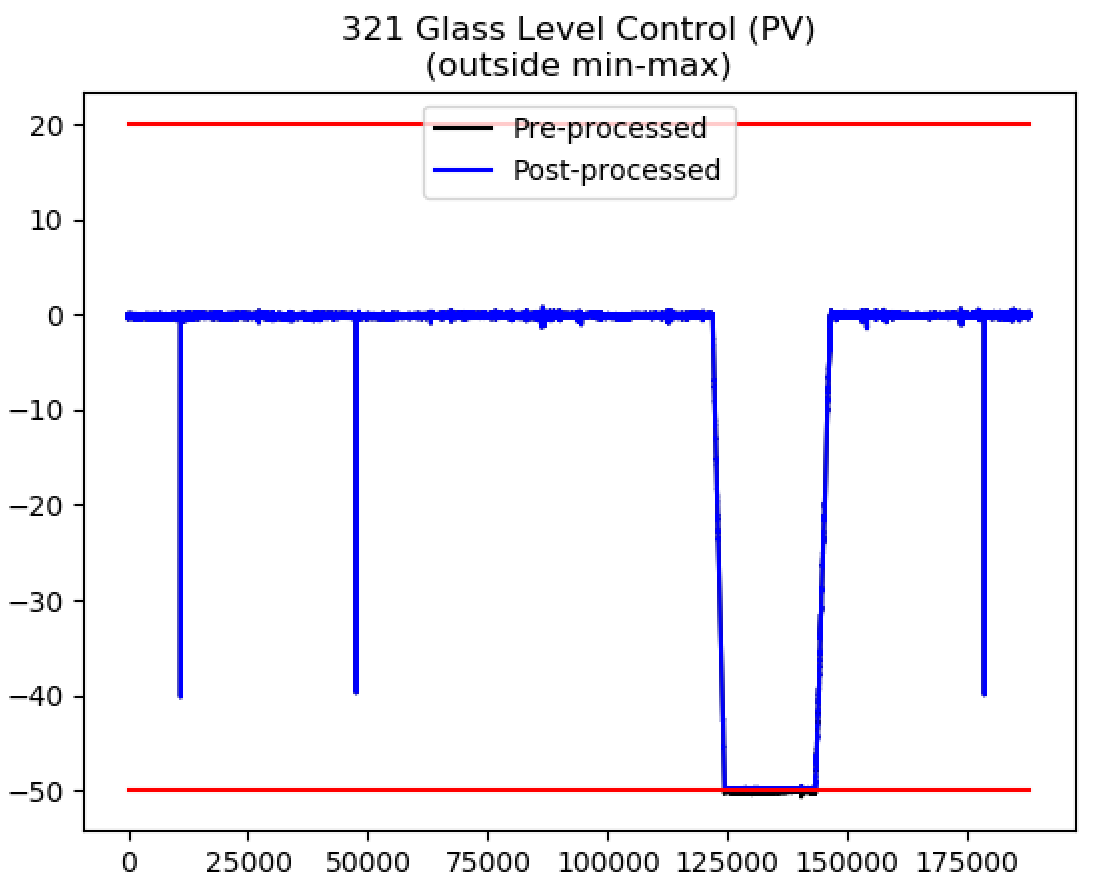 321 Glass Level Control (PV)
(outside min-max)
Pre-processed
Post-processed
20
10
0
−10
−20
−30
−40
−50
0 25000 50000 75000 100000 125000 150000 175000